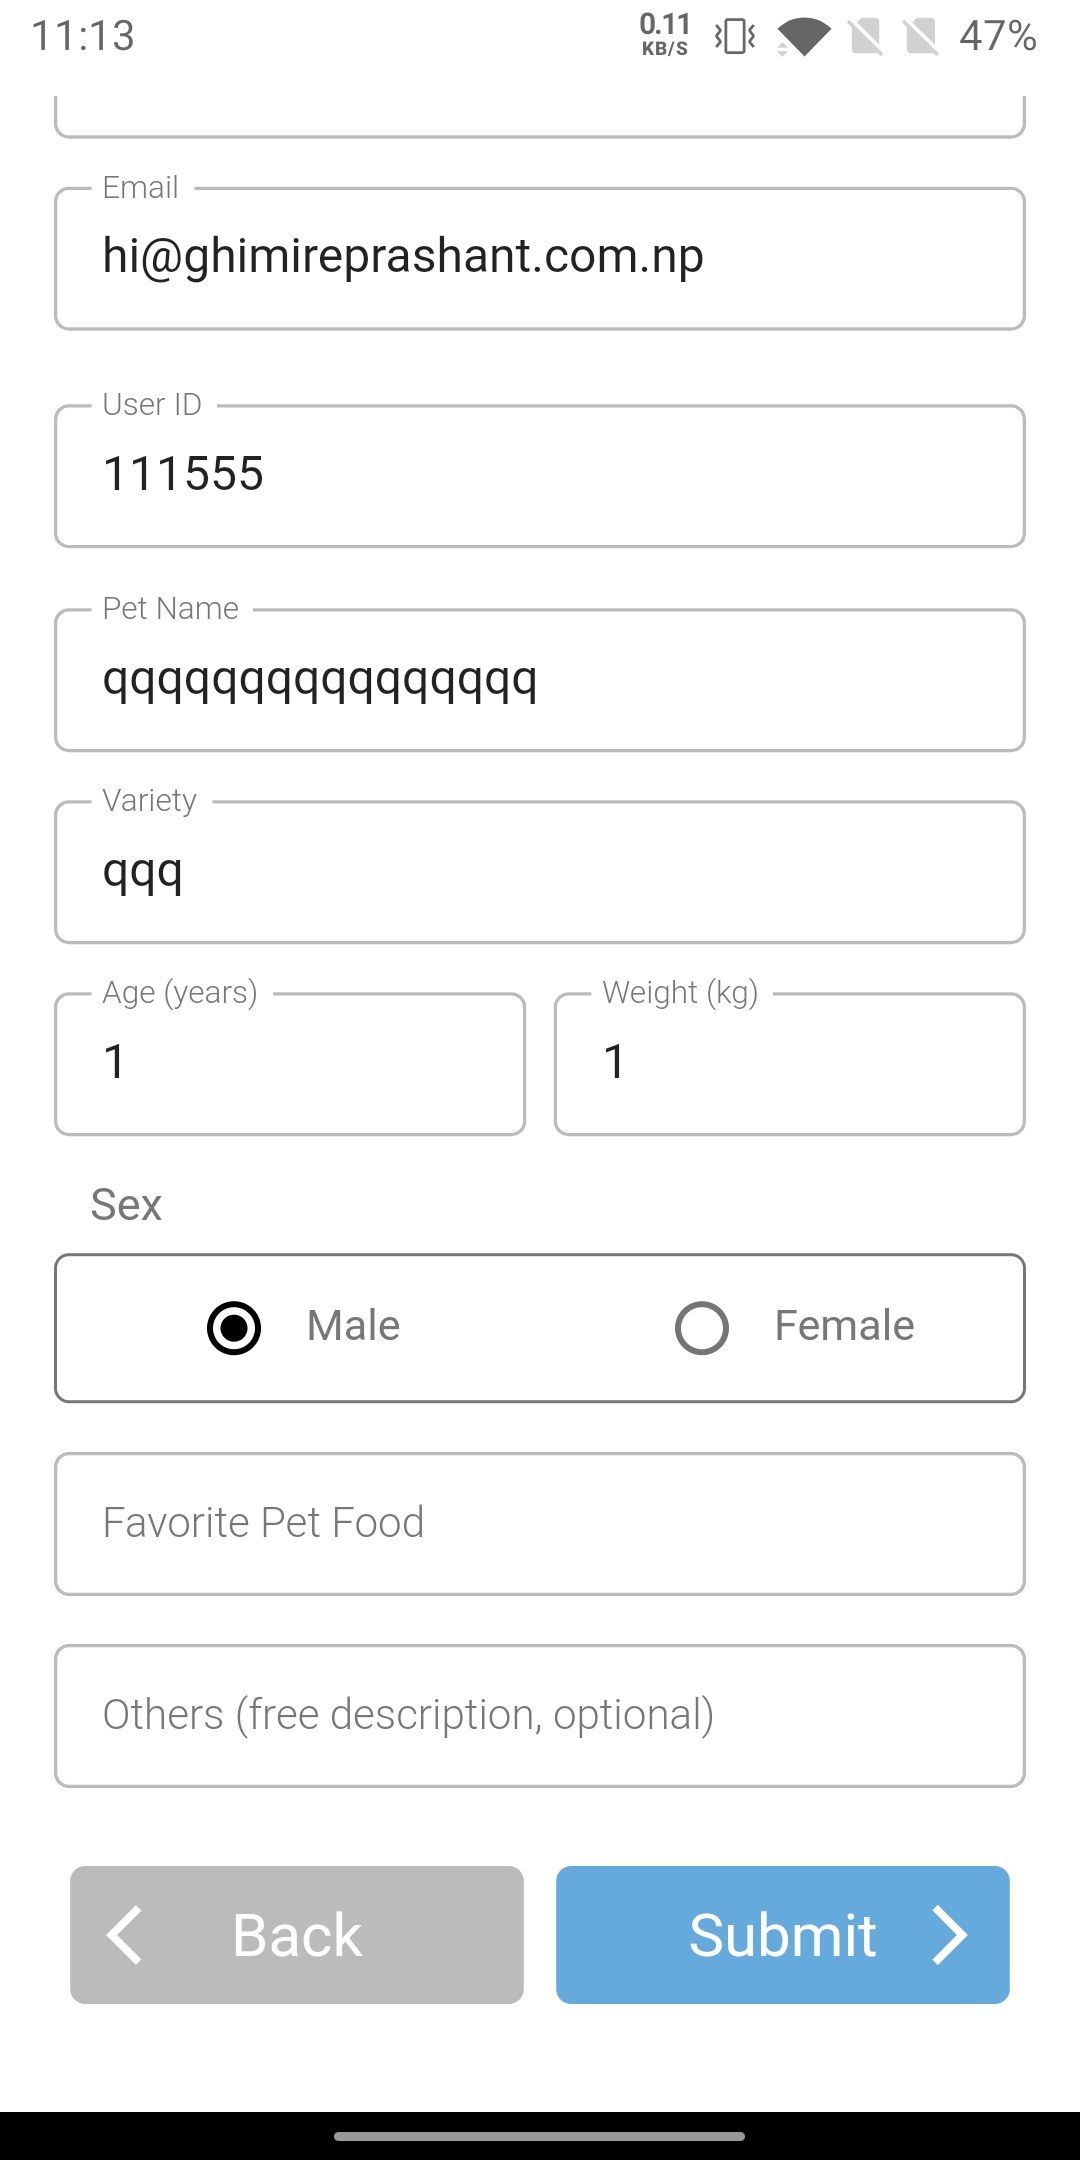 11:13
0.11
KB/S
47%
Email
hi@ghimireprashant.com.np
User ID
111555
Pet Name
qqqqqqqqqqqqqqqq
Variety
qqq
Age (years)
Weight (kg)
1
1
Sex
Male
Female
Favorite Pet Food
Others (free description, optional)
Back
Submit